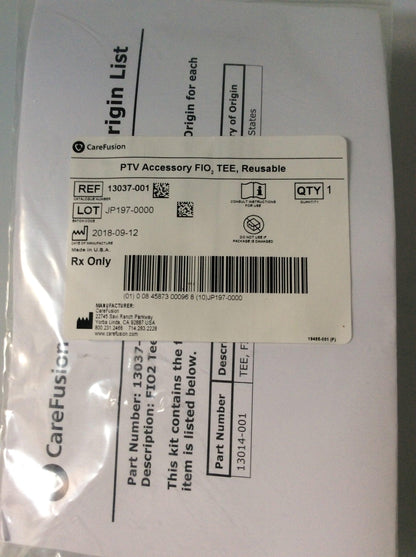 CareFusion
PTV Accessory FIO2 TEE, Reusable
REF 13037-001
CATALOGUE NUMBER
CONSULT INSTRUCTIONS
FOR USE
QTY 1
QUANTITY
LOT JP197-0000
BATCH CODE
2018-09-12
DATE OF MANUFACTURE
DO NOT USE IF
PACKAGE IS DAMAGED
Made in U.S.A.
Rx Only
(01) 0 08 45873 00096 8 (10)JP197-0000
MANUFACTURER:
CareFusion
22745 Savi Ranch Parkway
Yorba Linda, CA 92887-USA
800.231.2466 714.283.2228
www.carefusion.com
CareFusion
rigin List
Part Number: 13037-
Description: FIO2 Tee
Origin for each
This kit contains the f
item is listed below.
Part Number
Descr
ry of Origin
13014-001
TEE, F
States